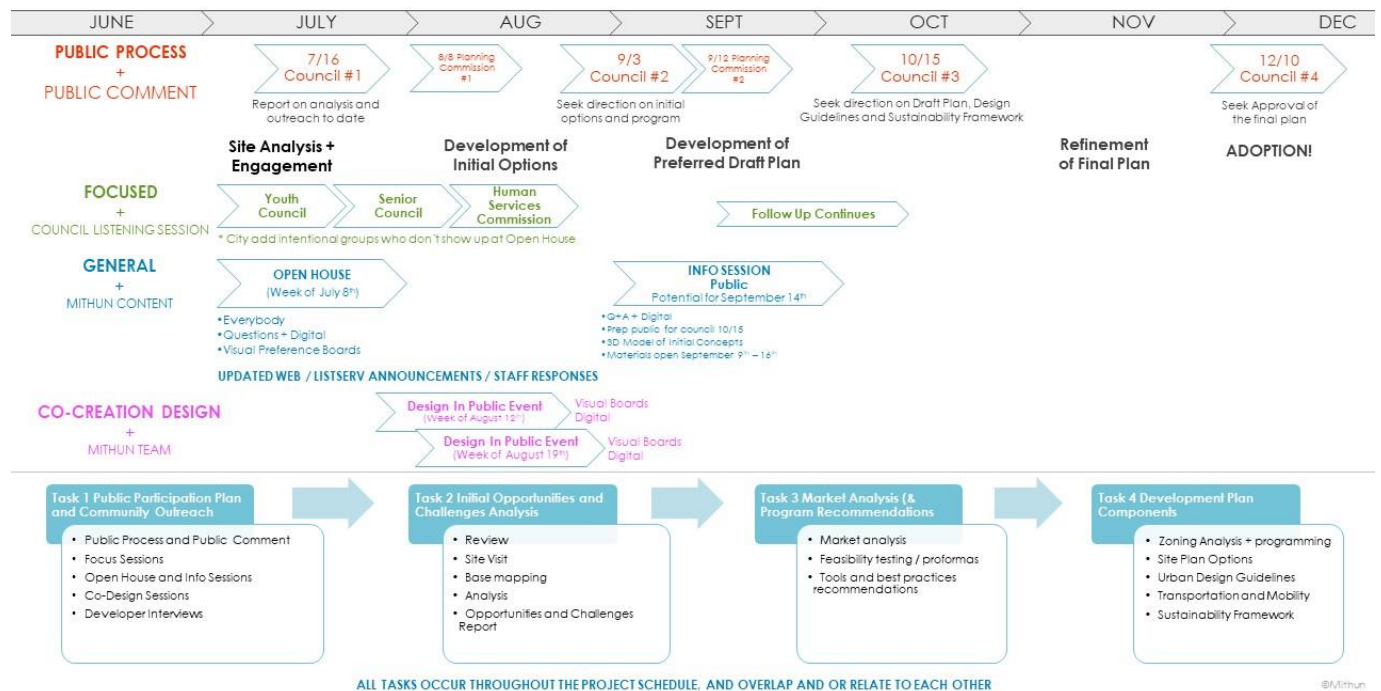 JUNE JULY AUG SEPT OCT NOV DEC
PUBLIC PROCESS
+
PUBLIC COMMENT
7/16
Council #1
Report on analysis and
outreach to date
8/8 Planning
Commission
#1
9/3
Council #2
Seek direction on initial
options and program
9/12 Planning
Commission
#2
10/15
Council #3
Seek direction on Draft Plan, Design
Guidelines and Sustainability Framework
12/10
Council #4
Seek Approval of
the final plan
Site Analysis +
Engagement
Development of
Initial Options
Development of
Preferred Draft Plan
Refinement
of Final Plan
ADOPTION!
FOCUSED
+
COUNCIL LISTENING SESSION
Youth
Council
Senior
Council
Human
Services
Commission
Follow Up Continues
* City add intentional groups who don't show up at Open House
GENERAL
+
MITHUN CONTENT
OPEN HOUSE
(Week of July 8th)
•Everybody
•Questions + Digital
•Visual Preference Boards
INFO SESSION
Public
Potential for September 14th
•Q+A + Digital
•Prep public for council 10/15
•3D Model of Initial Concepts
•Materials open September 9th – 16th
UPDATED WEB / LISTSERV ANNOUNCEMENTS / STAFF RESPONSES
CO-CREATION DESIGN
+
MITHUN TEAM
Design In Public Event
(Week of August 12th)
Visual Boards
Digital
Design In Public Event
(Week of August 19th)
Visual Boards
Digital
Task 1 Public Participation Plan
and Community Outreach
• Public Process and Public Comment
• Focus Sessions
• Open House and Info Sessions
• Co-Design Sessions
• Developer Interviews
Task 2 Initial Opportunities and
Challenges Analysis
• Review
• Site Visit
• Base mapping
• Analysis
• Opportunities and Challenges
Report
Task 3 Market Analysis (&
Program Recommendations
• Market analysis
• Feasibility testing / proformas
• Tools and best practices
recommendations
Task 4 Development Plan
Components
• Zoning Analysis + programming
• Site Plan Options
• Urban Design Guidelines
• Transportation and Mobility
• Sustainability Framework
ALL TASKS OCCUR THROUGHOUT THE PROJECT SCHEDULE, AND OVERLAP AND OR RELATE TO EACH OTHER
©Mithun